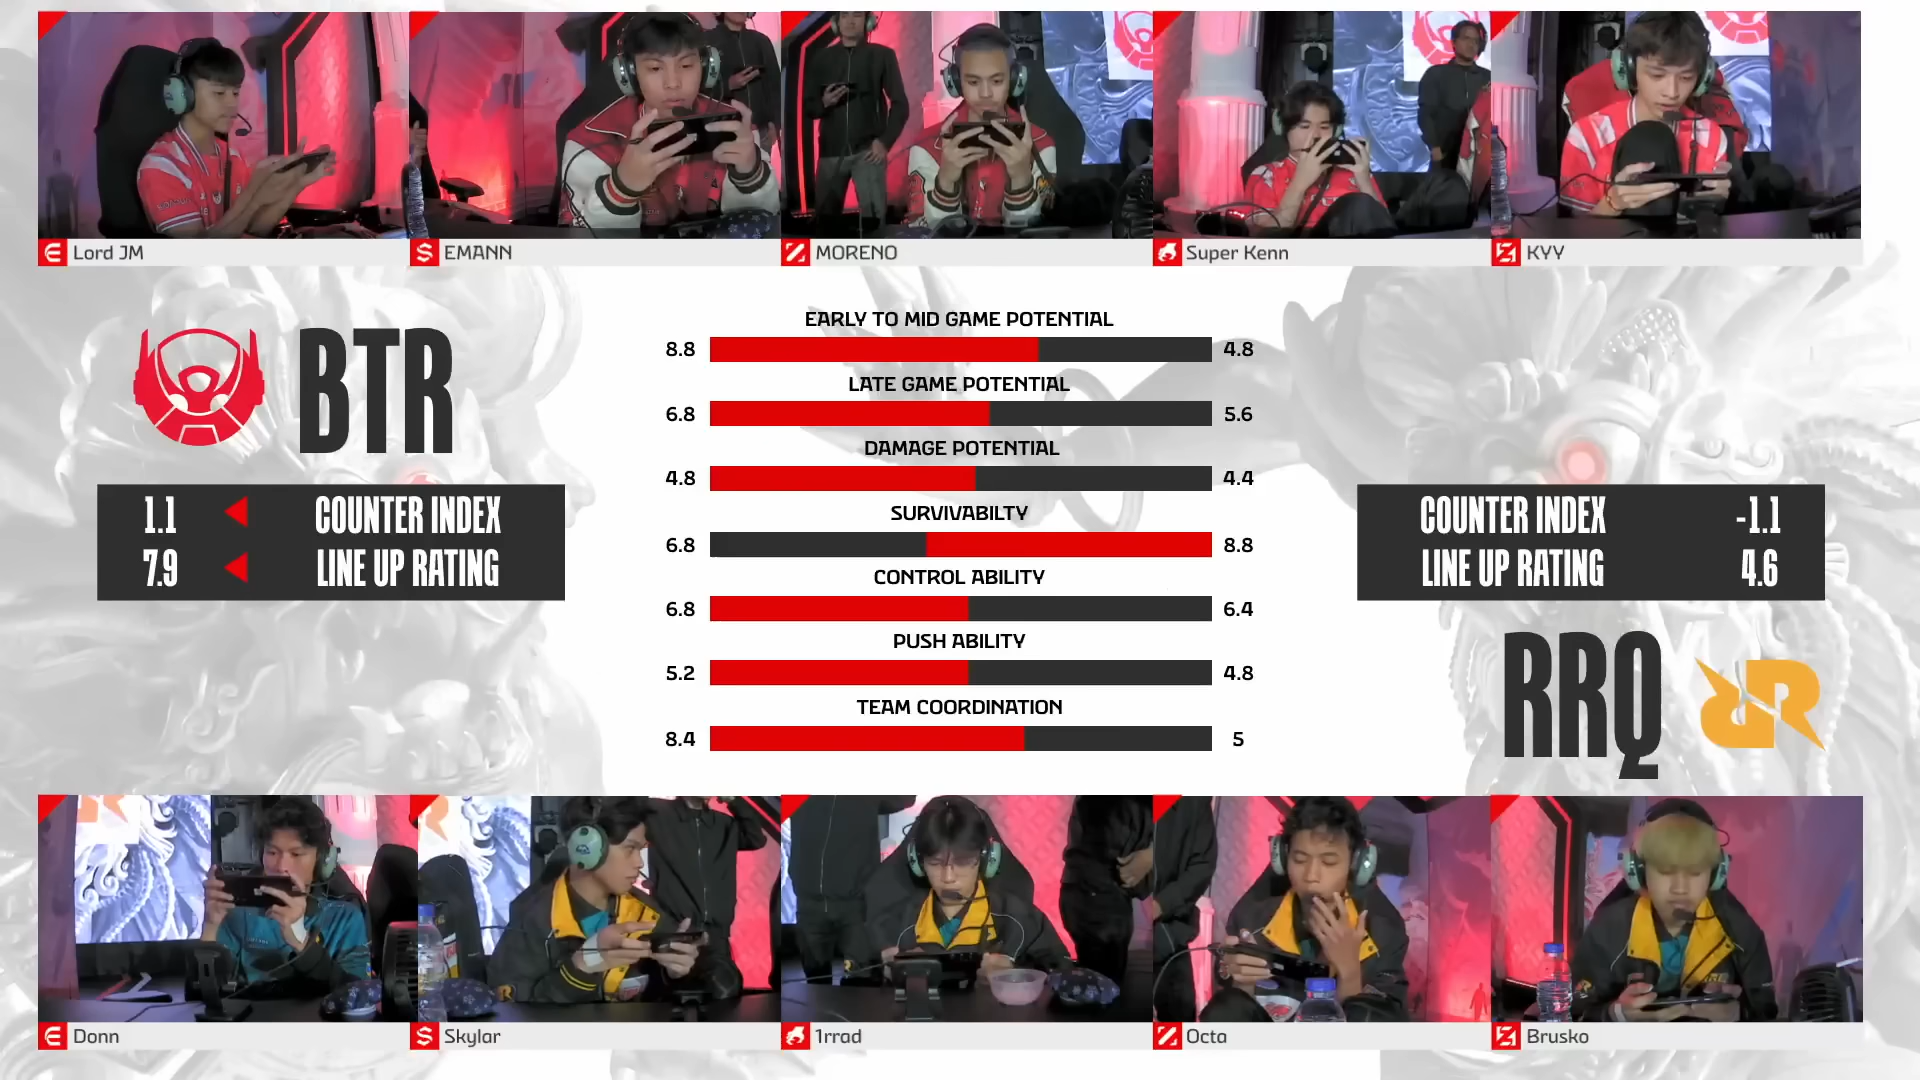 Lord JM
EMANN
MORENO
Super Kenn
KYY
BTR
1.1 COUNTER INDEX
7.9 LINE UP RATING
EARLY TO MID GAME POTENTIAL
8.8 4.8
LATE GAME POTENTIAL
6.8 5.6
DAMAGE POTENTIAL
4.8 4.4
SURVIVABILTY
6.8 8.8
CONTROL ABILITY
6.8 6.4
PUSH ABILITY
5.2 4.8
TEAM COORDINATION
8.4 5
COUNTER INDEX -1.1
LINE UP RATING 4.6
RRQ
Donn
Skylar
1rrad
Octa
Brusko